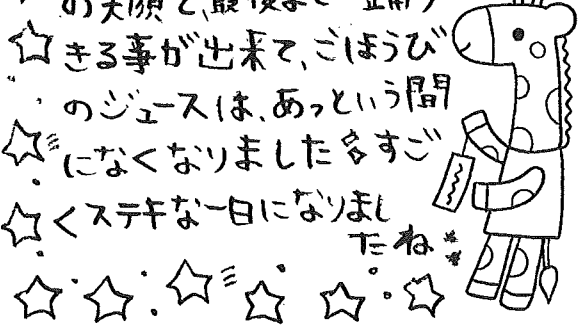 の笑顔で、最後まで
きる事が出来て、ごほうび
のジュースは、あっという間
になくなりました すご
くステキな一日になりまし
たね